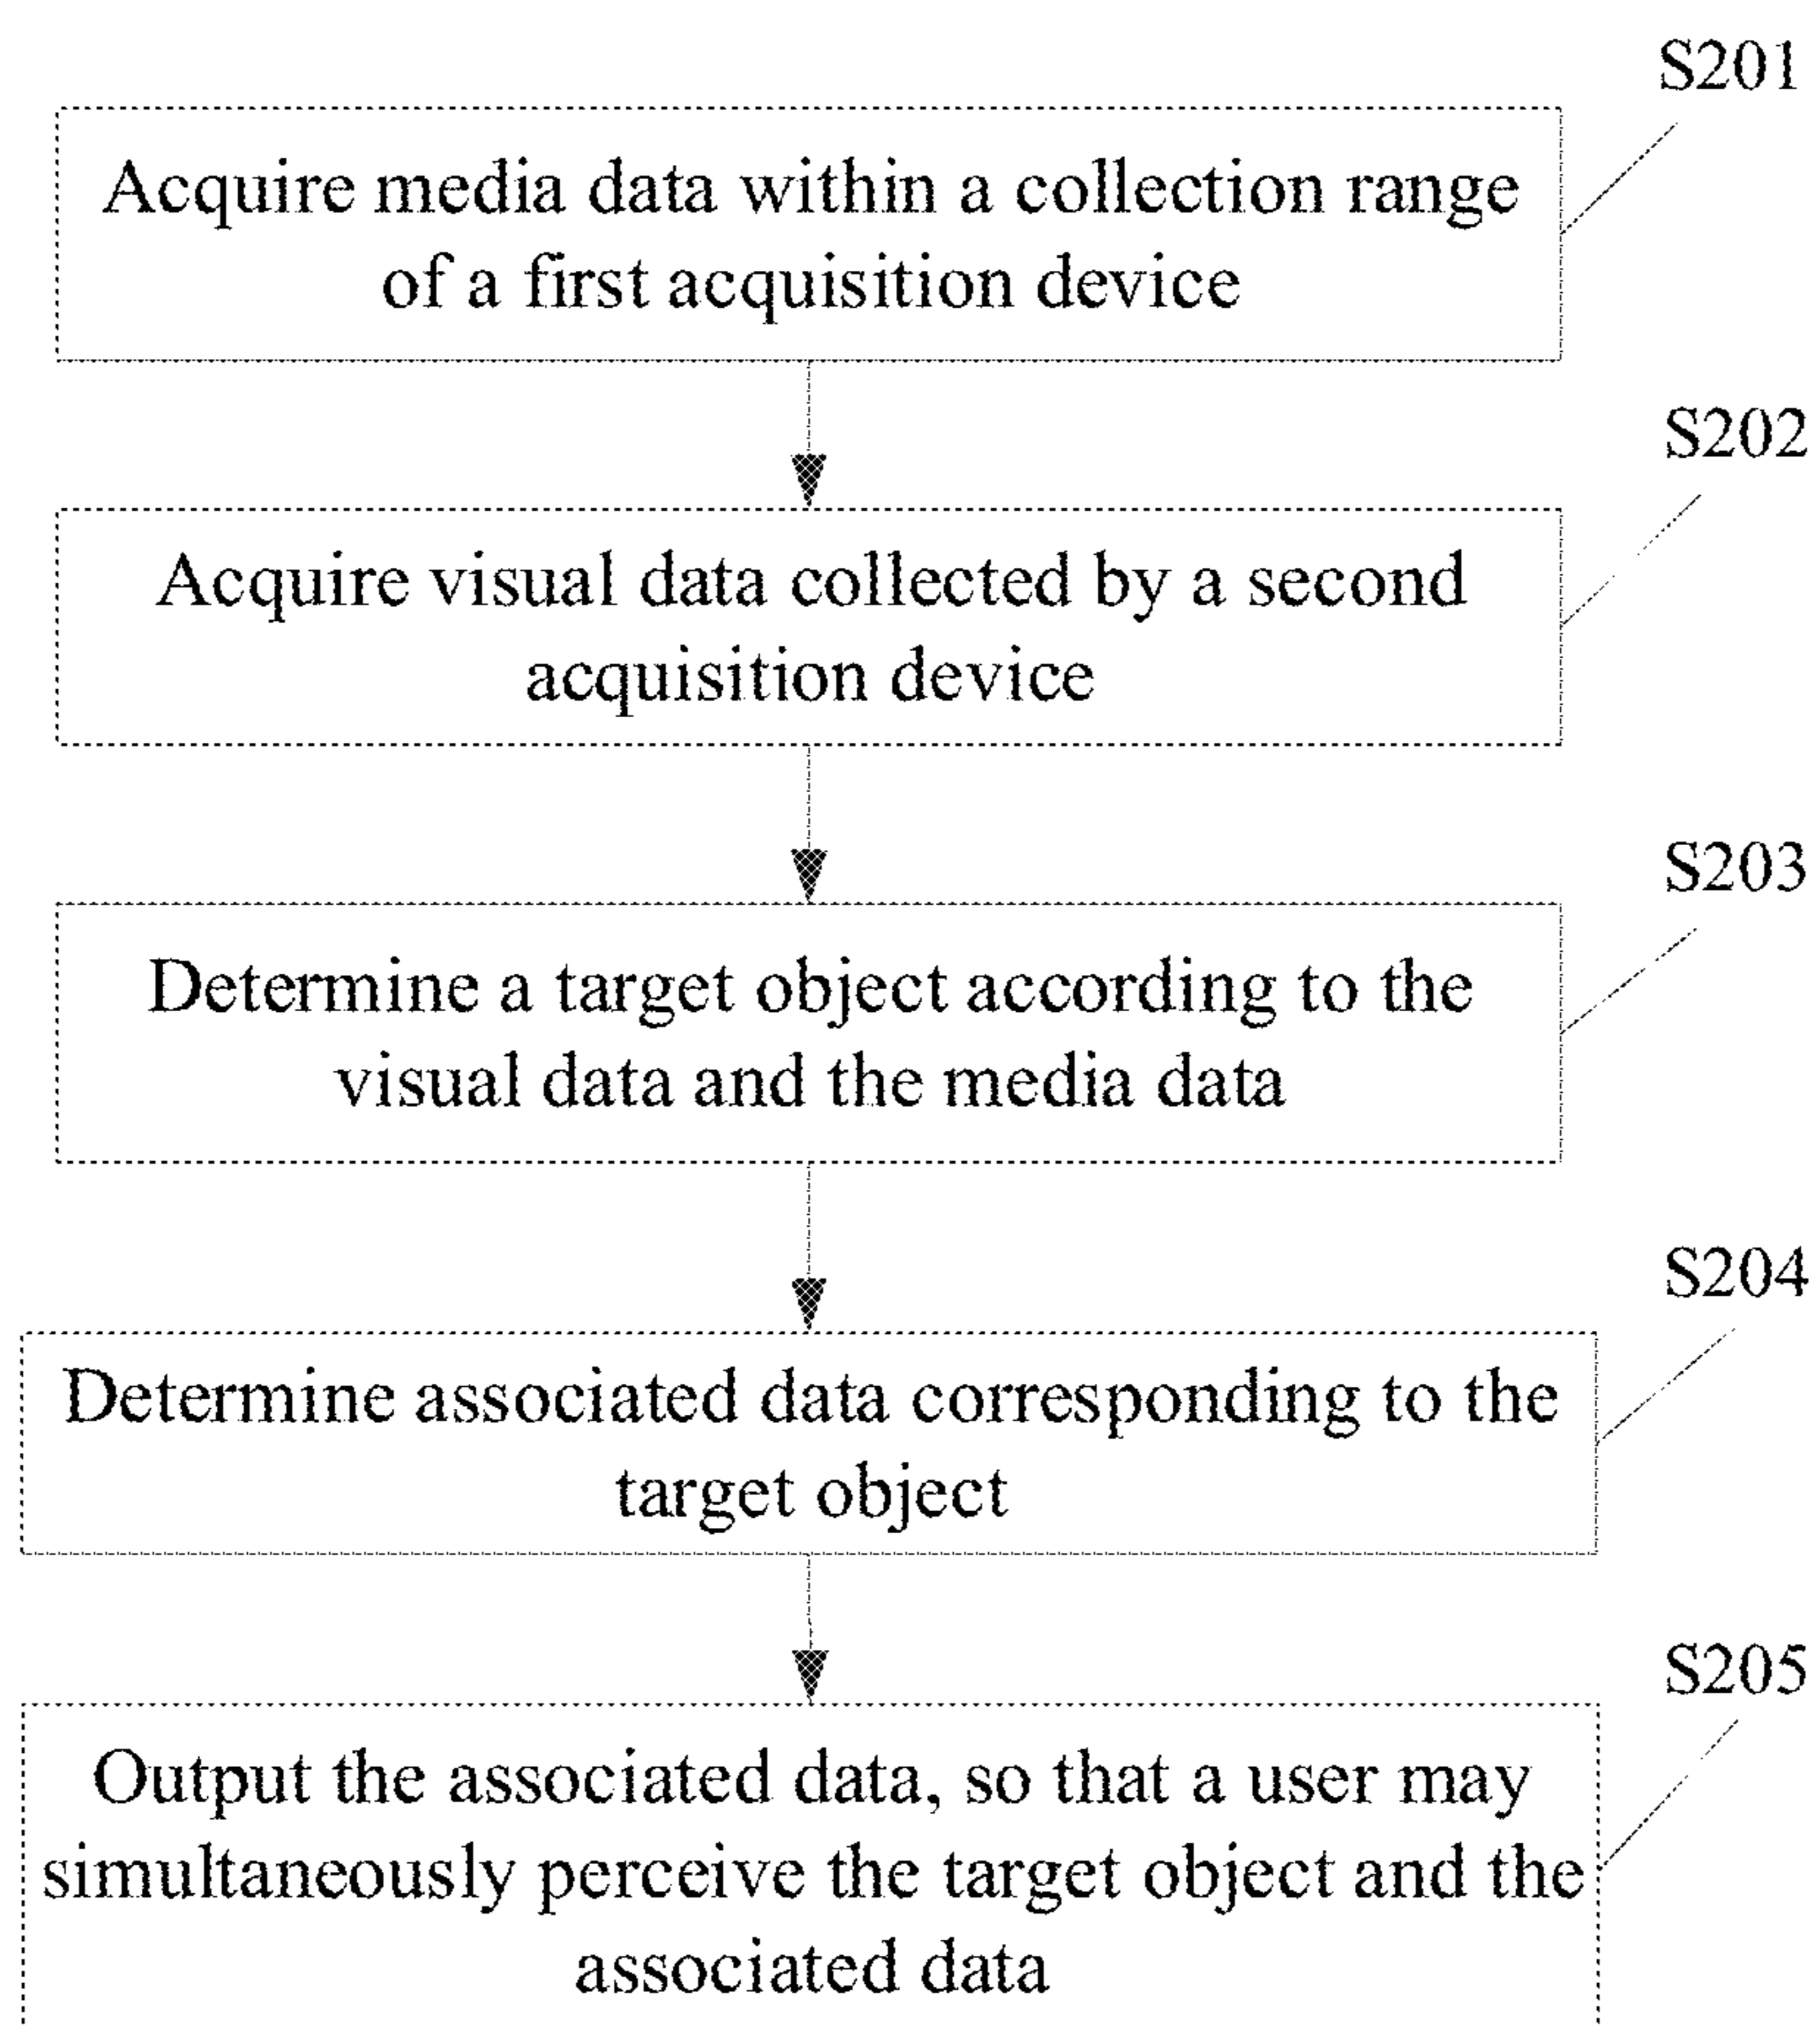 S201
Acquire media data within a collection range
of a first acquisition device
S202
Acquire visual data collected by a second
acquisition device
S203
Determine a target object according to the
visual data and the media data
S204
Determine associated data corresponding to the
target object
S205
Output the associated data, so that a user may
simultaneously perceive the target object and the
associated data